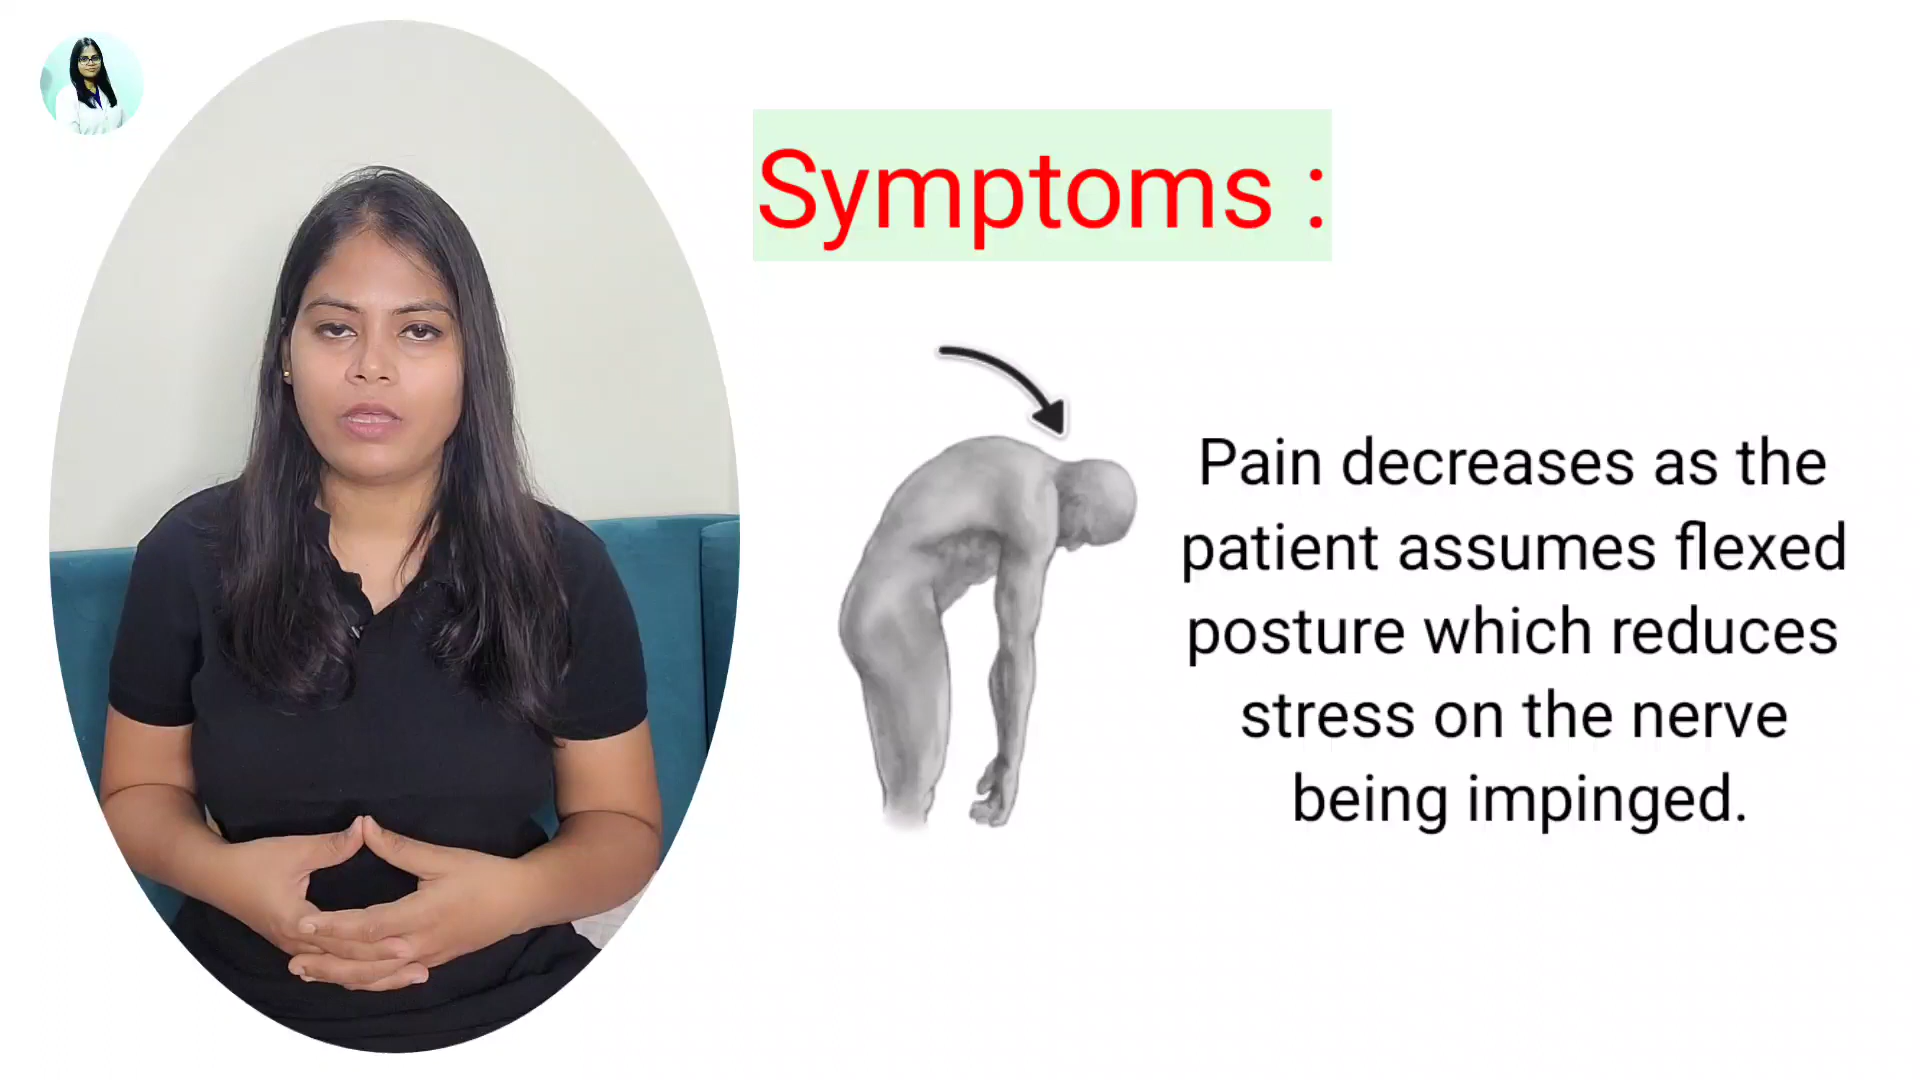 Symptoms :
Pain decreases as the
patient assumes flexed
posture which reduces
stress on the nerve
being impinged.